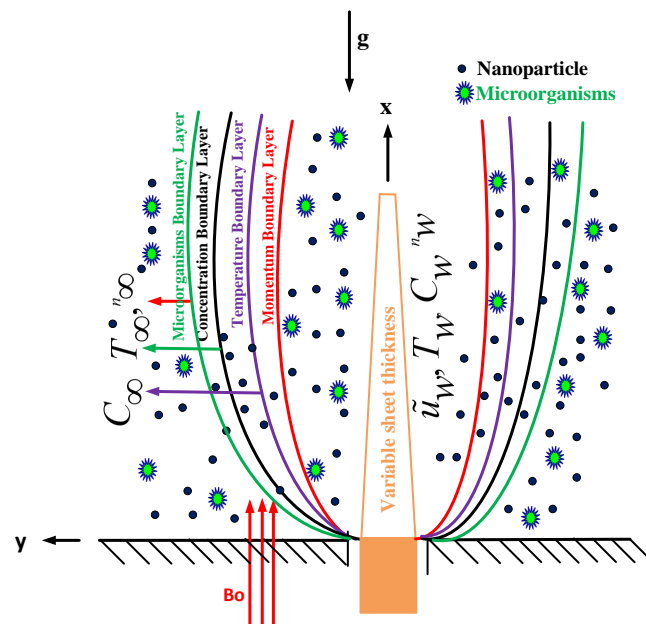 g
Nanoparticle
Microorganisms
x
Microorganisms Boundary Layer
Concentration Boundary Layer
Temperature Boundary Layer
Momentum Boundary Layer
T∞, n∞
C∞
Variable sheet thickness
ũw, Tw Cw nw
y
Bo